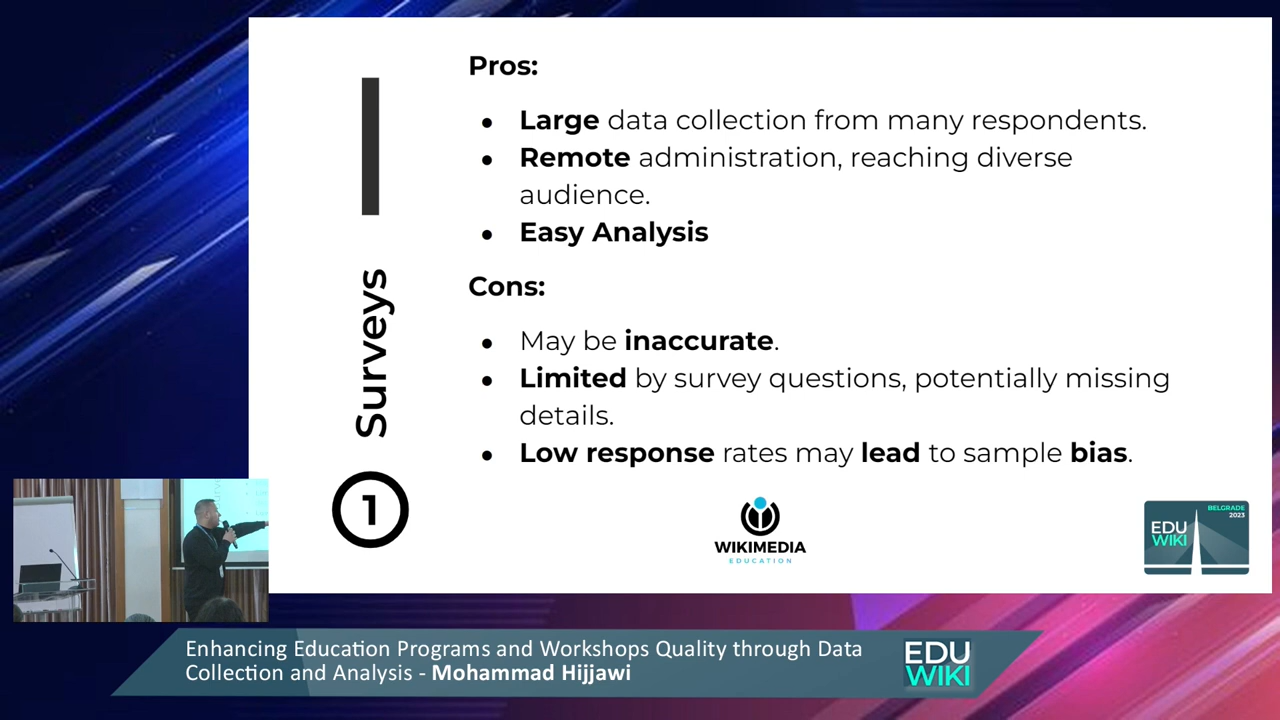 Pros:
● Large data collection from many respondents.
● Remote administration, reaching diverse
audience.
● Easy Analysis
Cons:
● May be inaccurate.
● Limited by survey questions, potentially missing
details.
● Low response rates may lead to sample bias.
Surveys
1
WIKIMEDIA
EDUCATION
BELGRADE
2023
EDU
WIKI
Enhancing Education Programs and Workshops Quality through Data
Collection and Analysis - Mohammad Hijjawi
EDU
WIKI